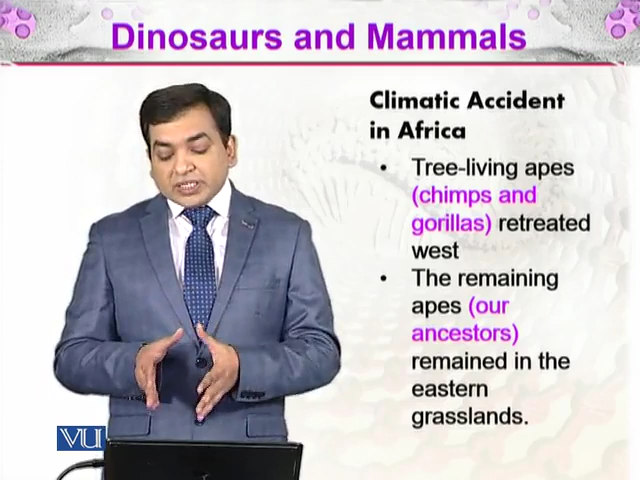 Dinosaurs and Mammals
Climatic Accident
in Africa
• Tree-living apes
(chimps and
gorillas) retreated
west
• The remaining
apes (our
ancestors)
remained in the
eastern
grasslands.
VU